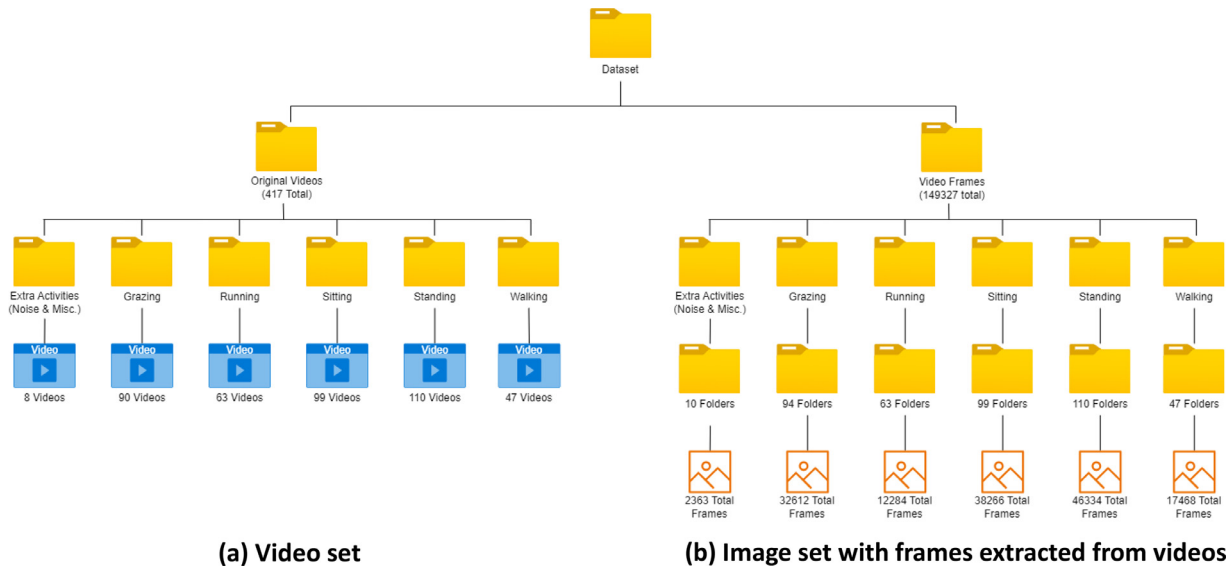 Dataset
Original Videos
(417 Total)
Video Frames
(149327 total)
Extra Activities
(Noise & Misc.)
Grazing
Running
Sitting
Standing
Walking
Extra Activities
(Noise & Misc.)
Grazing
Running
Sitting
Standing
Walking
Video
Video
Video
Video
Video
Video
8 Videos
90 Videos
63 Videos
99 Videos
110 Videos
47 Videos
10 Folders
94 Folders
63 Folders
99 Folders
110 Folders
47 Folders
2363 Total
Frames
32612 Total
Frames
12284 Total
Frames
38266 Total
Frames
46334 Total
Frames
17468 Total
Frames
(a) Video set
(b) Image set with frames extracted from videos